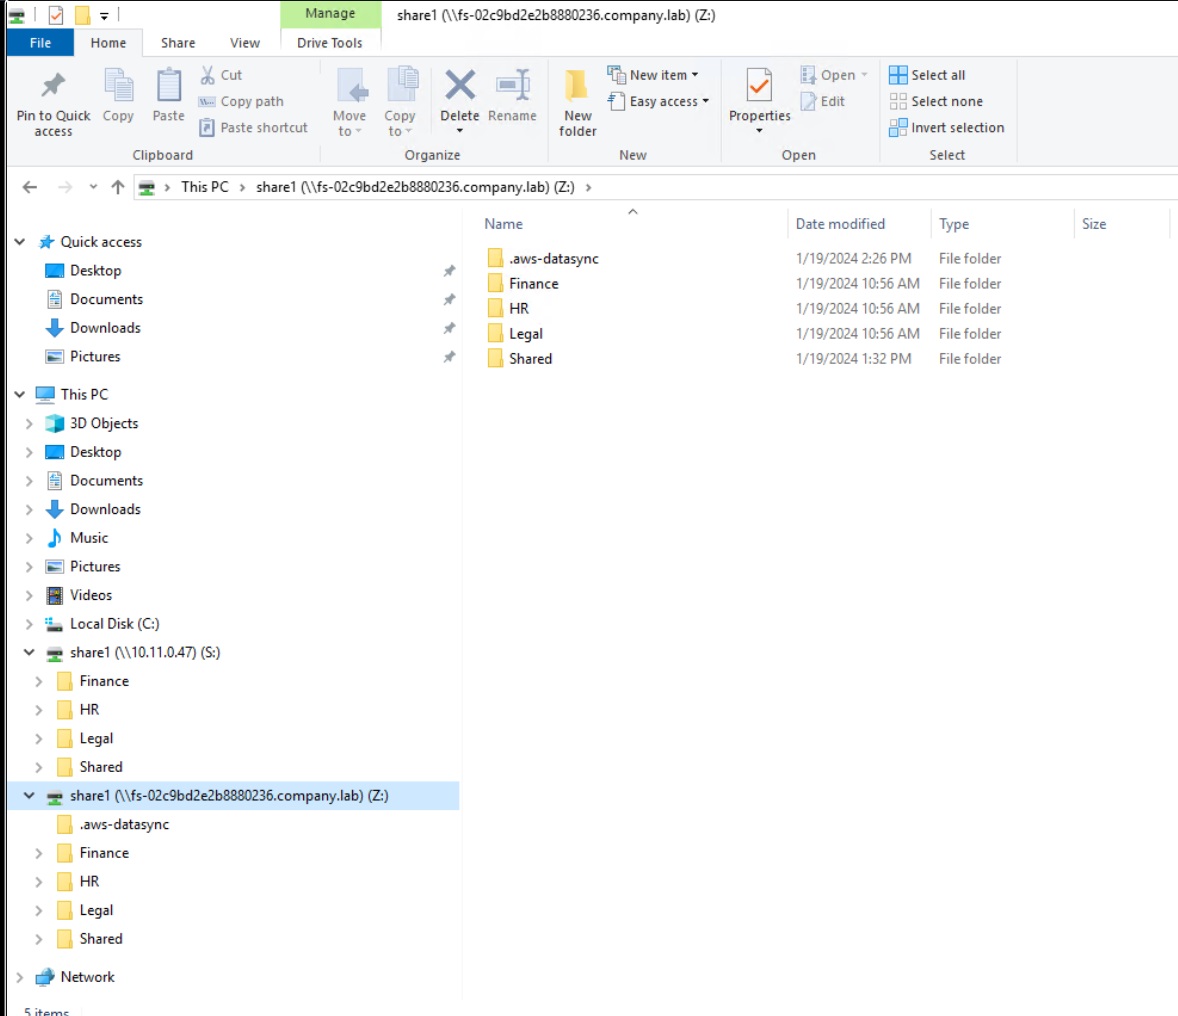 Manage share1 (\\fs-02c9bd2e2b8880236.company.lab) (Z:)
File Home Share View Drive Tools
Pin to Quick access
Copy
Paste
Cut
Copy path
Paste shortcut
Move to
Copy to
Delete
Rename
New folder
New item
Easy access
Properties
Open
Edit
Select all
Select none
Invert selection
Clipboard Organize New Open Select
This PC share1 (\\fs-02c9bd2e2b8880236.company.lab) (Z:)
Quick access
Desktop
Documents
Downloads
Pictures
This PC
3D Objects
Desktop
Documents
Downloads
Music
Pictures
Videos
Local Disk (C:)
share1 (\\10.11.0.47) (S:)
Finance
HR
Legal
Shared
share1 (\\fs-02c9bd2e2b8880236.company.lab) (Z:)
.aws-datasync
Finance
HR
Legal
Shared
Network
Name Date modified Type Size
.aws-datasync 1/19/2024 2:26 PM File folder
Finance 1/19/2024 10:56 AM File folder
HR 1/19/2024 10:56 AM File folder
Legal 1/19/2024 10:56 AM File folder
Shared 1/19/2024 1:32 PM File folder
5 items